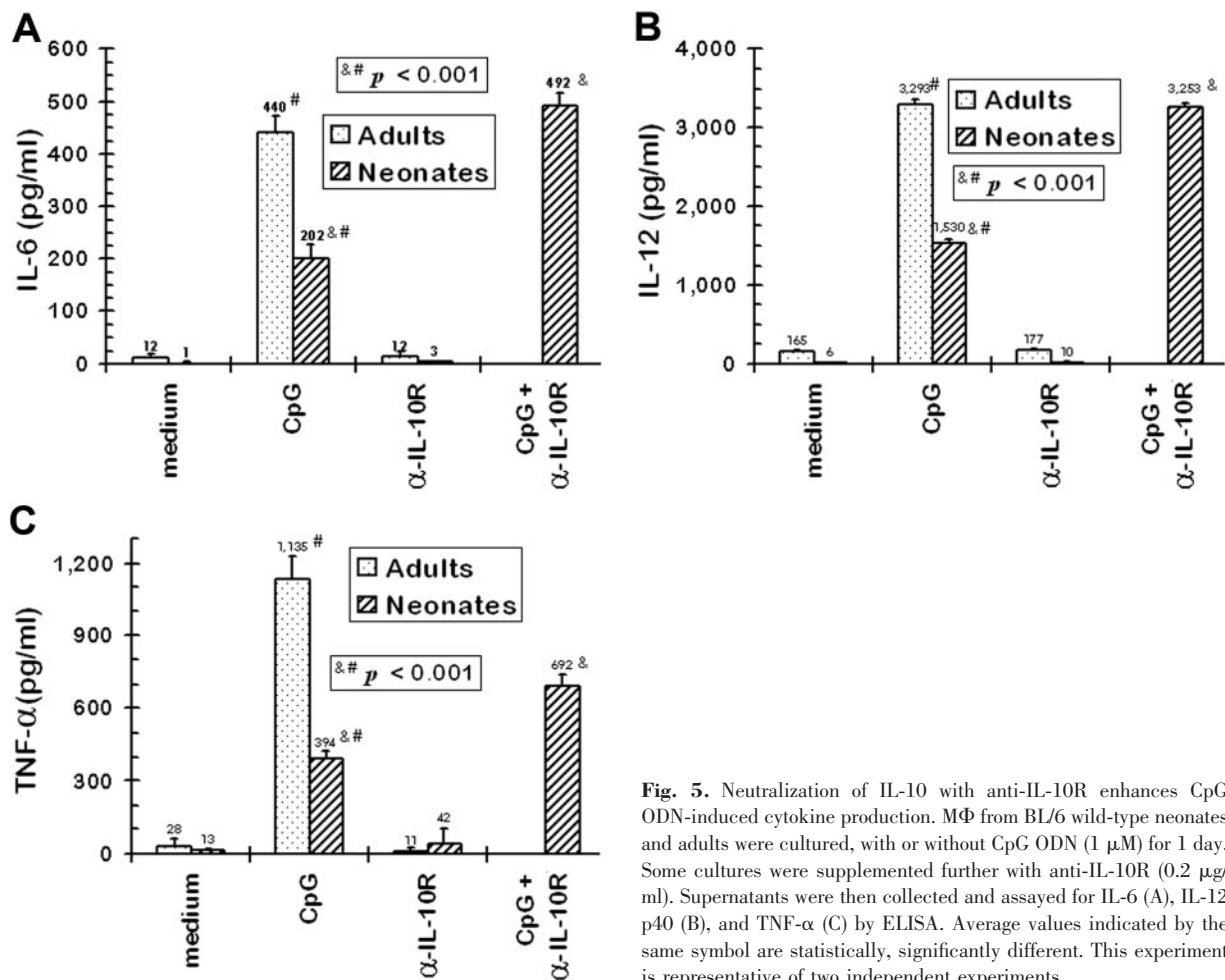 A
600
500
400
300
200
100
0
IL-6 (pg/ml)
&# p < 0.001
Adults
Neonates
12
1
440 #
202 & #
12
3
492 &
medium
CpG
α-IL-10R
CpG +
α-IL-10R
B
4,000
3,000
2,000
1,000
0
IL-12 (pg/ml)
Adults
Neonates
&# p < 0.001
165
6
3,293#
1,530 & #
177
10
3,253 &
medium
CpG
α-IL-10R
CpG +
α-IL-10R
C
1,200
900
600
300
0
TNF-α(pg/ml)
Adults
Neonates
&# p < 0.001
28
13
1,135 #
394 & #
11
42
692 &
medium
CpG
α-IL-10R
CpG +
α-IL-10R
Fig. 5. Neutralization of IL-10 with anti-IL-10R enhances CpG
ODN-induced cytokine production. MΦ from BL/6 wild-type neonates
and adults were cultured, with or without CpG ODN (1 μM) for 1 day.
Some cultures were supplemented further with anti-IL-10R (0.2 μg/
ml). Supernatants were then collected and assayed for IL-6 (A), IL-12
p40 (B), and TNF-α (C) by ELISA. Average values indicated by the
same symbol are statistically, significantly different. This experiment
is representative of two independent experiments